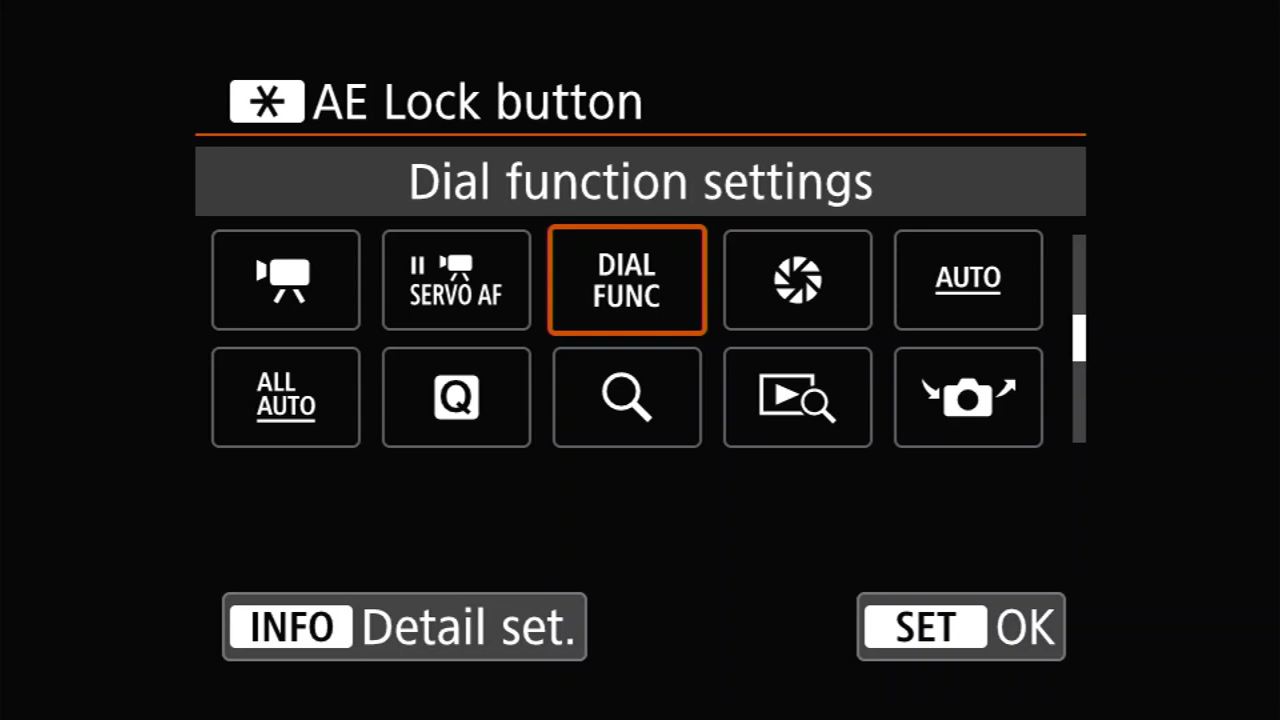 AE Lock button
Dial function settings
SERVO AF
DIAL
FUNC
AUTO
ALL
AUTO
Q
INFO Detail set.
SET OK